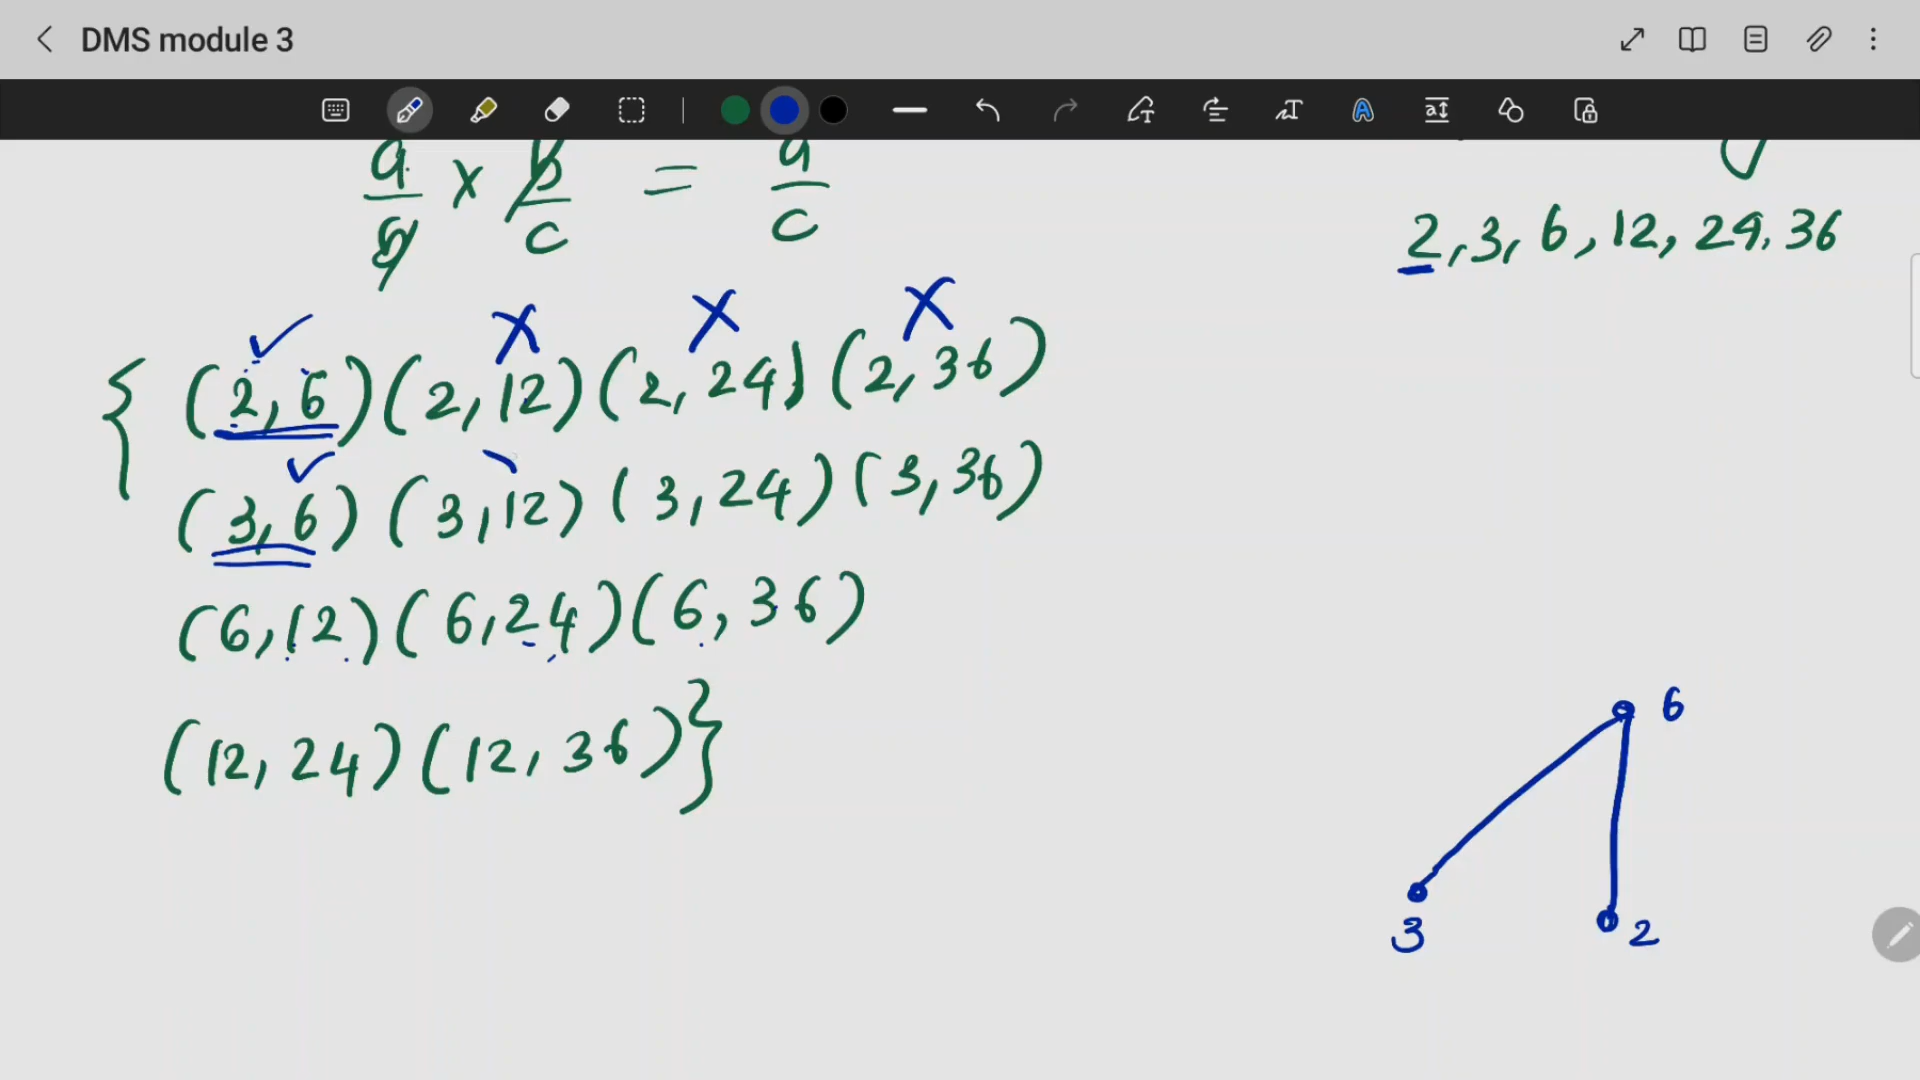 DMS module 3
a/b x b/c = a/c
2, 3, 6, 12, 24, 36
{ (2, 6) (2, 12) (2, 24) (2, 36)
(3, 6) (3, 12) (3, 24) (3, 36)
(6, 12) (6, 24) (6, 36)
(12, 24) (12, 36) }
6
3
2